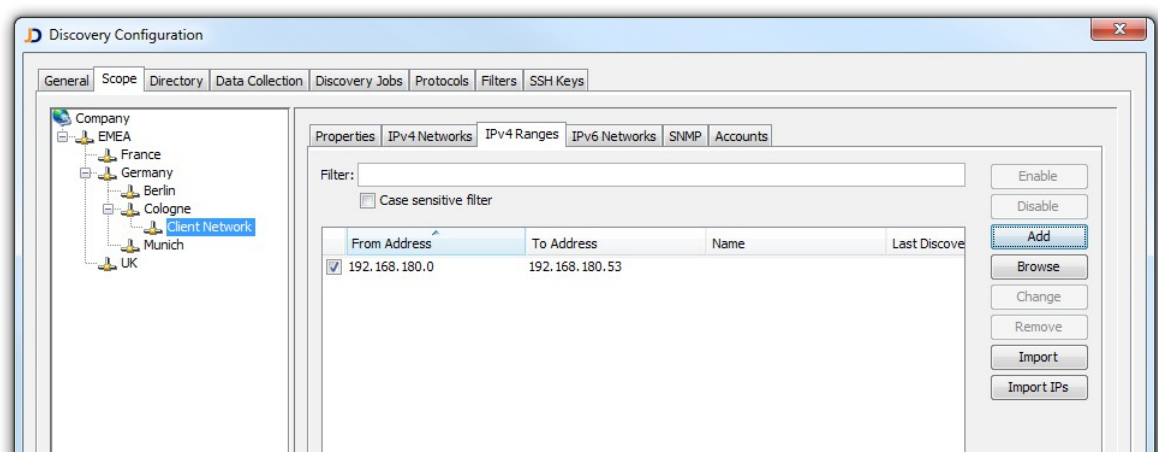 Discovery Configuration
General Scope Directory Data Collection Discovery Jobs Protocols Filters SSH Keys
Company
EMEA
France
Germany
Berlin
Cologne
Client Network
Munich
UK
Properties IPv4 Networks IPv4 Ranges IPv6 Networks SNMP Accounts
Filter:
Case sensitive filter
From Address To Address Name Last Discove
192.168.180.0 192.168.180.53
Enable
Disable
Add
Browse
Change
Remove
Import
Import IPs